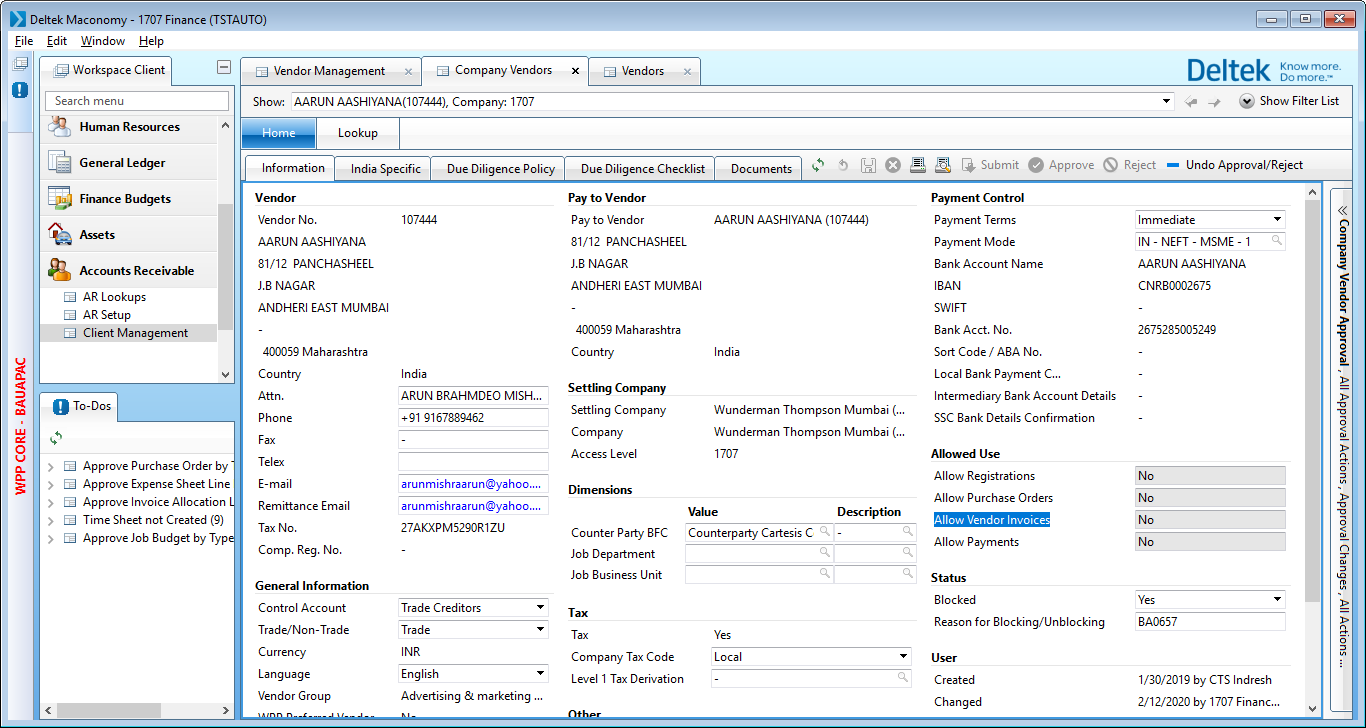 Deltek Maconomy - 1707 Finance (TSTAUTO)
File Edit Window Help
WPP CORE - BAUAPAC
Workspace Client
Search menu
Human Resources
General Ledger
Finance Budgets
Assets
Accounts Receivable
AR Lookups
AR Setup
Client Management
To-Dos
Approve Purchase Order by
Approve Expense Sheet Line
Approve Invoice Allocation L
Time Sheet not Created (9)
Approve Job Budget by Type
Vendor Management Company Vendors Vendors
Deltek Know more. Do more.™
Show: AARUN AASHIYANA(107444), Company: 1707 Show Filter List
Home Lookup
Information India Specific Due Diligence Policy Due Diligence Checklist Documents Submit Approve Reject Undo Approval/Reject
Vendor
Vendor No. 107444
AARUN AASHIYANA
81/12 PANCHASHEEL
J.B NAGAR
ANDHERI EAST MUMBAI
-
400059 Maharashtra
Country India
Attn. ARUN BRAHMDEO MISH...
Phone +91 9167889462
Fax -
Telex
E-mail arunmishraarun@yahoo....
Remittance Email arunmishraarun@yahoo....
Tax No. 27AKXPM5290R1ZU
Comp. Reg. No. -
General Information
Control Account Trade Creditors
Trade/Non-Trade Trade
Currency INR
Language English
Vendor Group Advertising & marketing ...
WPP Preferred Vendor No
Pay to Vendor
Pay to Vendor AARUN AASHIYANA (107444)
81/12 PANCHASHEEL
J.B NAGAR
ANDHERI EAST MUMBAI
-
400059 Maharashtra
Country India
Settling Company
Settling Company Wunderman Thompson Mumbai (...
Company Wunderman Thompson Mumbai (...
Access Level 1707
Dimensions
Value Description
Counter Party BFC Counterparty Cartesis C -
Job Department
Job Business Unit
Tax
Tax Yes
Company Tax Code Local
Level 1 Tax Derivation -
Other
Payment Control
Payment Terms Immediate
Payment Mode IN - NEFT - MSME - 1
Bank Account Name AARUN AASHIYANA
IBAN CNRB0002675
SWIFT -
Bank Acct. No. 2675285005249
Sort Code / ABA No. -
Local Bank Payment C... -
Intermediary Bank Account Details -
SSC Bank Details Confirmation -
Allowed Use
Allow Registrations No
Allow Purchase Orders No
Allow Vendor Invoices No
Allow Payments No
Status
Blocked Yes
Reason for Blocking/Unblocking BA0657
User
Created 1/30/2019 by CTS Indresh
Changed 2/12/2020 by 1707 Financ...
Company Vendor Approval , All Approval Actions, Approval Changes , All Actions ...